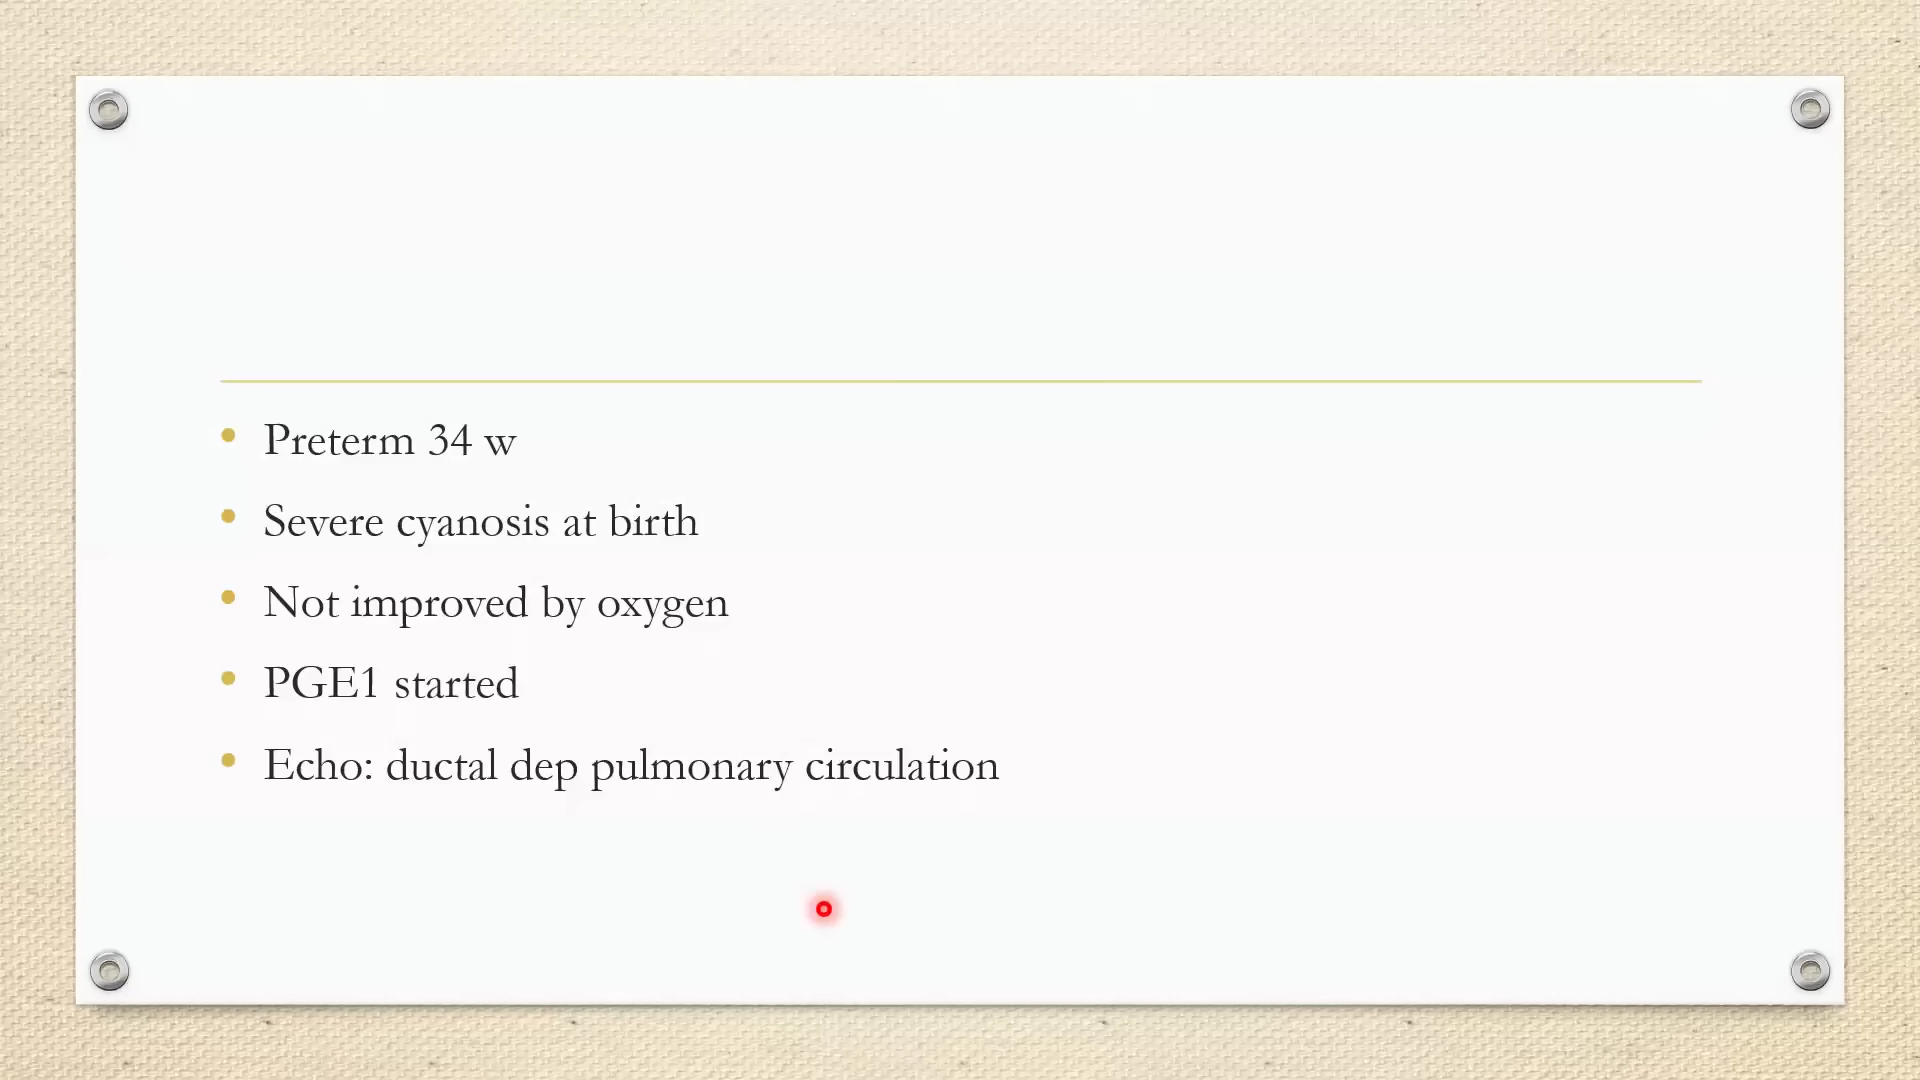 Preterm 34 w
Severe cyanosis at birth
Not improved by oxygen
PGE1 started
Echo: ductal dep pulmonary circulation